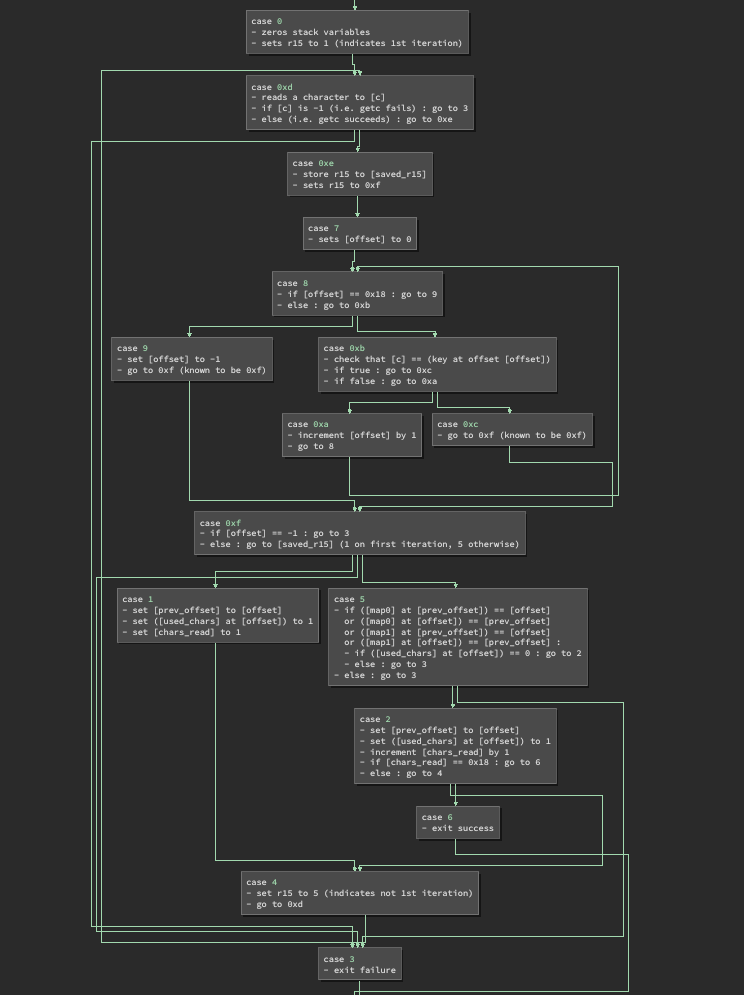 case 0
- zeros stack variables
- sets r15 to 1 (indicates 1st iteration)
case 0xd
- reads a character to [c]
- if [c] is -1 (i.e. getc fails) : go to 3
- else (i.e. getc succeeds) : go to 0xe
case 0xe
- store r15 to [saved_r15]
- sets r15 to 0xf
case 7
- sets [offset] to 0
case 8
- if [offset] == 0x18 : go to 9
- else : go to 0xb
case 9
- set [offset] to -1
- go to 0xf (known to be 0xf)
case 0xb
- check that [c] == (key at offset [offset])
- if true : go to 0xc
- if false : go to 0xa
case 0xa
- increment [offset] by 1
- go to 8
case 0xc
- go to 0xf (known to be 0xf)
case 0xf
- if [offset] == -1 : go to 3
- else : go to [saved_r15] (1 on first iteration, 5 otherwise)
case 1
- set [prev_offset] to [offset]
- set ([used_chars] at [offset]) to 1
- set [chars_read] to 1
case 5
- if ([map0] at [prev_offset]) == [offset]
or ([map0] at [offset]) == [prev_offset]
or ([map1] at [prev_offset]) == [offset]
or ([map1] at [offset]) == [prev_offset] :
- if ([used_chars] at [offset]) == 0 : go to 2
- else : go to 3
- else : go to 3
case 2
- set [prev_offset] to [offset]
- set ([used_chars] at [offset]) to 1
- increment [chars_read] by 1
- if [chars_read] == 0x18 : go to 6
- else : go to 4
case 6
- exit success
case 4
- set r15 to 5 (indicates not 1st iteration)
- go to 0xd
case 3
- exit failure